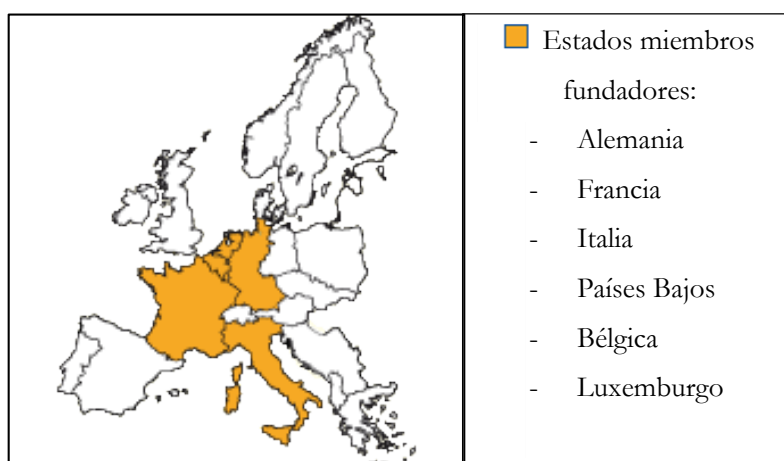 Estados miembros
fundadores:
- Alemania
- Francia
- Italia
- Países Bajos
- Bélgica
- Luxemburgo